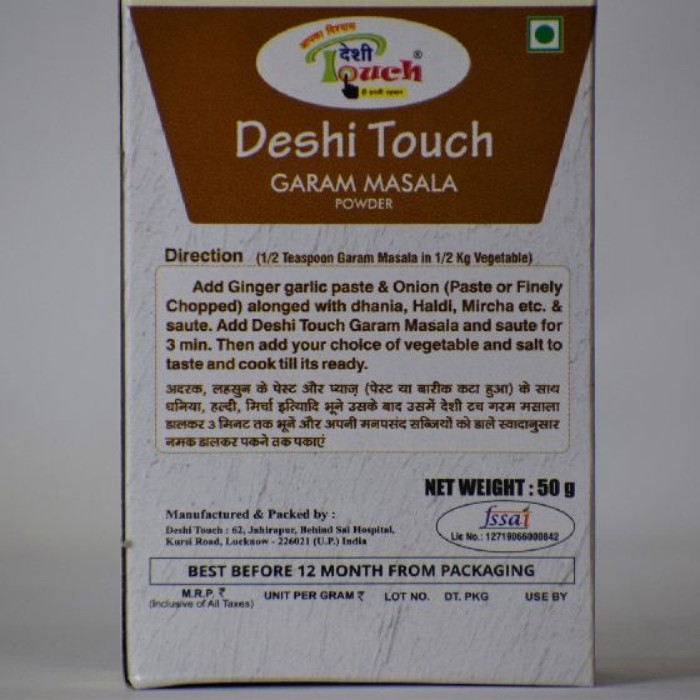 आपका विश्वास
देशी
Touch®
Deshi Touch
GARAM MASALA
POWDER
Direction (1/2 Teaspoon Garam Masala in 1/2 Kg Vegetable)
Add Ginger garlic paste & Onion (Paste or Finely
Chopped) alonged with dhania, Haldi, Mircha etc. &
saute. Add Deshi Touch Garam Masala and saute for
3 min. Then add your choice of vegetable and salt to
taste and cook till its ready.
अदरक, लहसुन के पेस्ट और प्याज़ (पेस्ट या बारीक कटा हुआ) के साथ
धनिया, हल्दी, मिर्चा इत्यादि भूने उसके बाद उसमें देशी टच गरम मसाला
डालकर 3 मिनट तक भूनें और अपनी मनपसंद सब्जियों को डाले स्वादानुसार
नमक डालकर पकने तक पकाएं
NET WEIGHT : 50 g
Manufactured & Packed by :
Deshi Touch : 62, Jahirapur, Behind Sai Hospital,
Kursi Road, Lucknow - 226021 (U.P.) India
fssai
Lic No.: 12719066000842
BEST BEFORE 12 MONTH FROM PACKAGING
M.R.P. ₹ UNIT PER GRAM ₹ LOT NO. DT. PKG USE BY
(Inclusive of All Taxes)